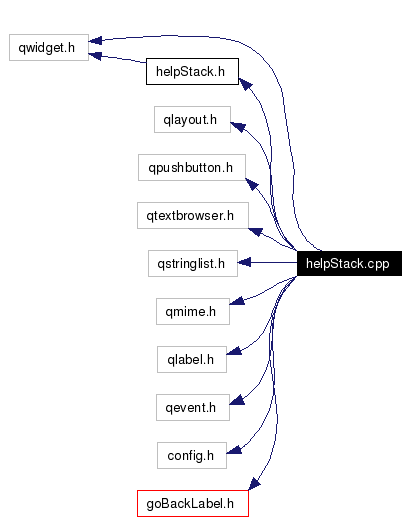 qwidget.h
helpStack.h
qlayout.h
qpushbutton.h
qtextbrowser.h
qstringlist.h
helpStack.cpp
qmime.h
qlabel.h
qevent.h
config.h
goBackLabel.h